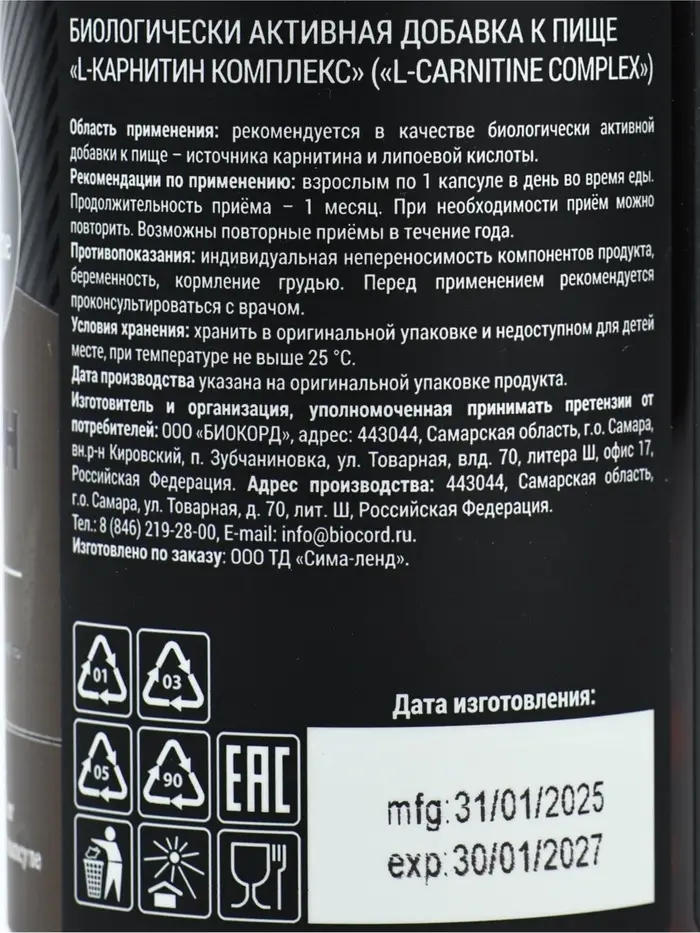 БИОЛОГИЧЕСКИ АКТИВНАЯ ДОБАВКА К ПИЩЕ
«L-КАРНИТИН КОМПЛЕКС» («L-CARNITINE COMPLEX»)
Область применения: рекомендуется в качестве биологически активной
добавки к пище – источника карнитина и липоевой кислоты.
Рекомендации по применению: взрослым по 1 капсуле в день во время еды.
Продолжительность приёма – 1 месяц. При необходимости приём можно
повторить. Возможны повторные приёмы в течение года.
Противопоказания: индивидуальная непереносимость компонентов продукта,
беременность, кормление грудью. Перед применением рекомендуется
проконсультироваться с врачом.
Условия хранения: хранить в оригинальной упаковке и недоступном для детей
месте, при температуре не выше 25 °С.
Дата производства указана на оригинальной упаковке продукта.
Изготовитель и организация, уполномоченная принимать претензии от
потребителей: ООО «БИОКОРД», адрес: 443044, Самарская область, г.о. Самара,
вн.р-н Кировский, п. Зубчаниновка, ул. Товарная, влд. 70, литера Ш, офис 17,
Российская Федерация. Адрес производства: 443044, Самарская область,
г.о. Самара, ул. Товарная, д. 70, лит. Ш, Российская Федерация.
Тел.: 8 (846) 219-28-00, E-mail: info@biocord.ru.
Изготовлено по заказу: ООО ТД «Сима-ленд».
01 03
05 90 EAC
Дата изготовления:
mfg:31/01/2025
exp:30/01/2027